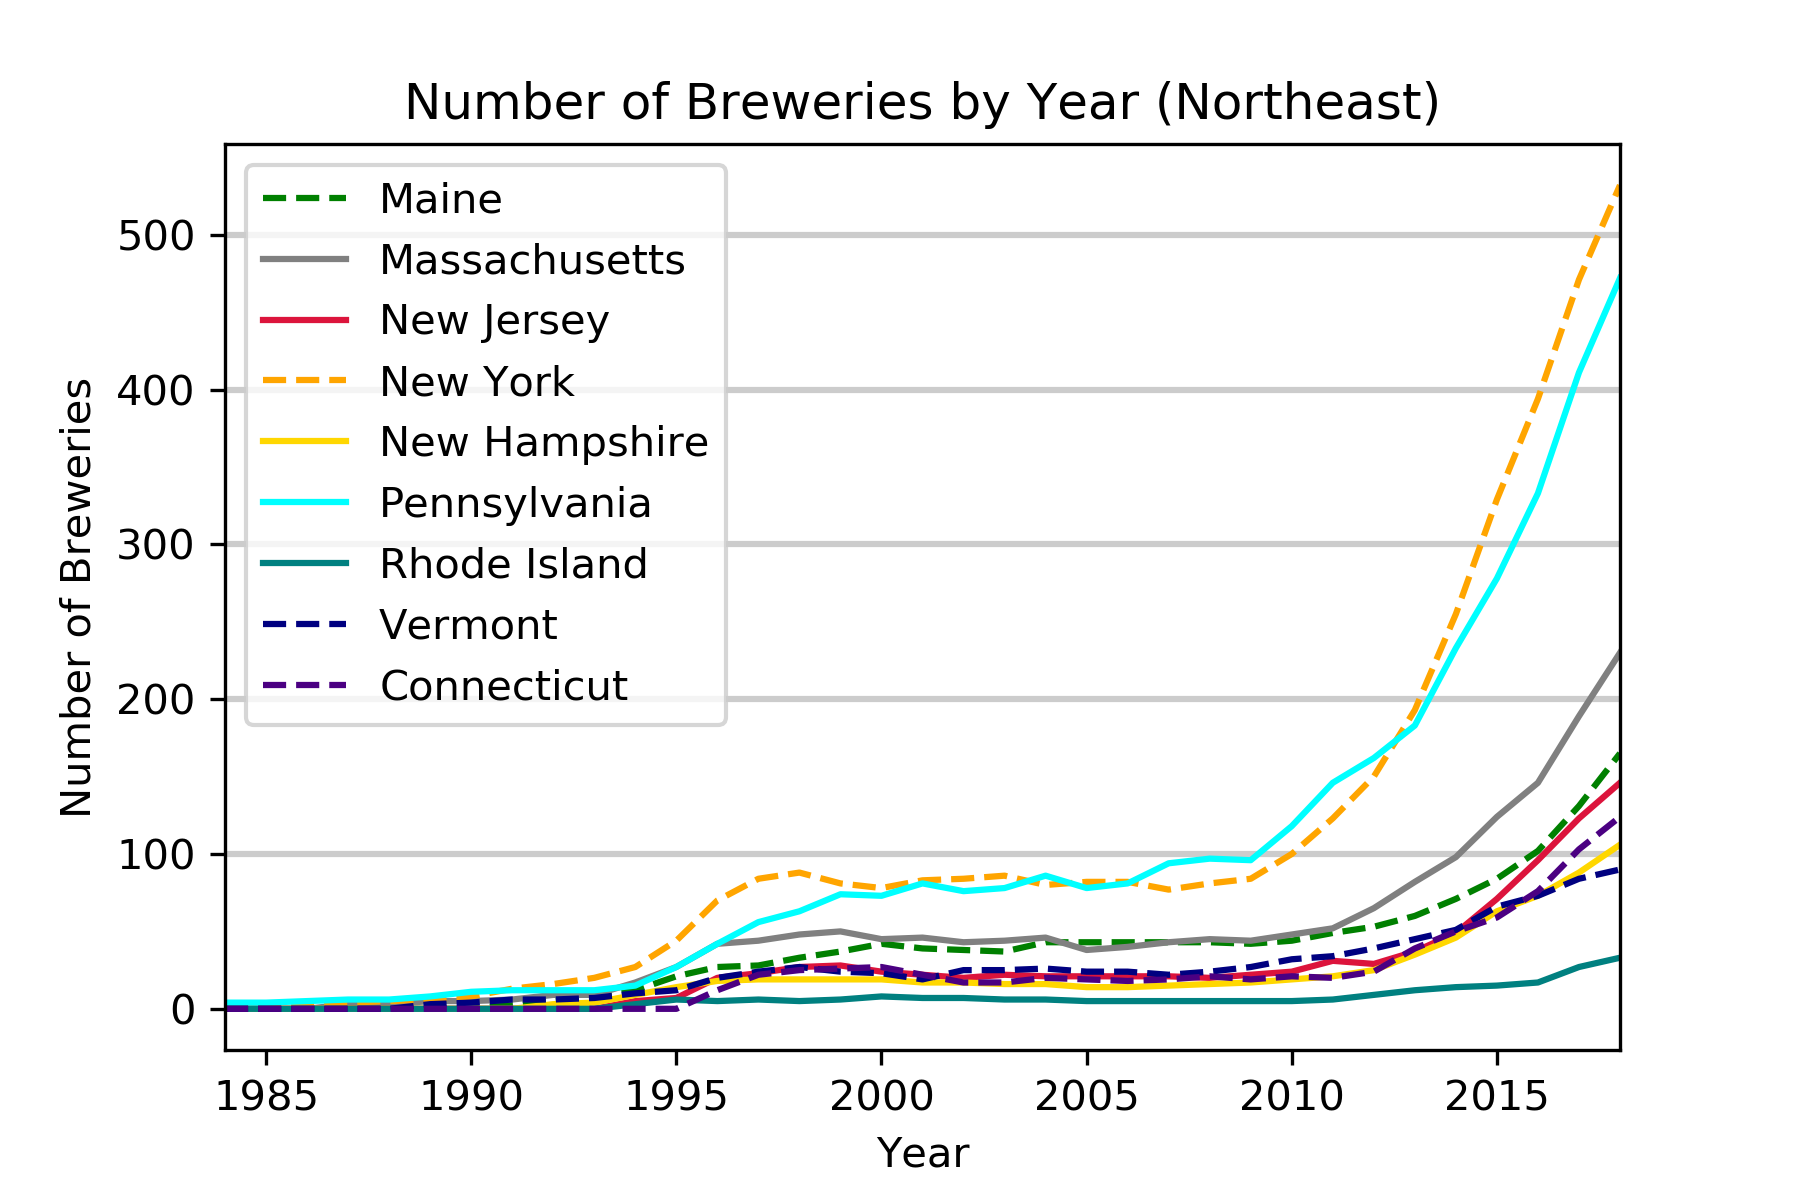 Number of Breweries by Year (Northeast)
Maine
Massachusetts
New Jersey
New York
New Hampshire
Pennsylvania
Rhode Island
Vermont
Connecticut
Number of Breweries
500
400
300
200
100
0
1985 1990 1995 2000 2005 2010 2015
Year